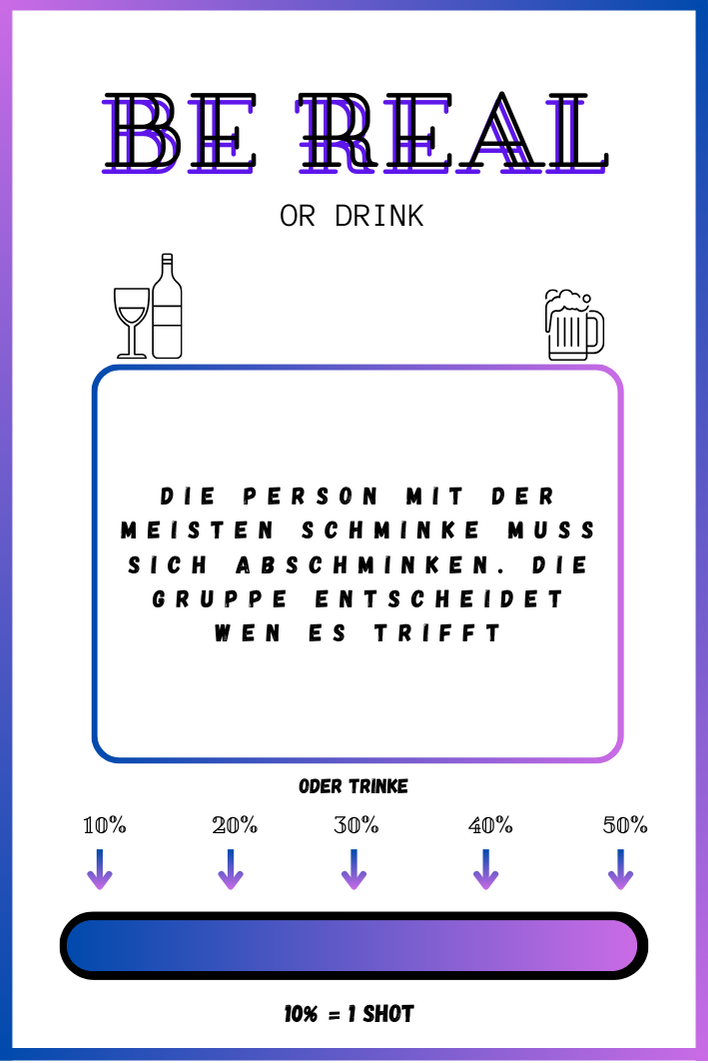 BE REAL
OR DRINK
DIE PERSON MIT DER
MEISTEN SCHMINKE MUSS
SICH ABSCHMINKEN. DIE
GRUPPE ENTSCHEIDET
WEN ES TRIFFT
ODER TRINKE
10% 20% 30% 40% 50%
10% = 1 SHOT